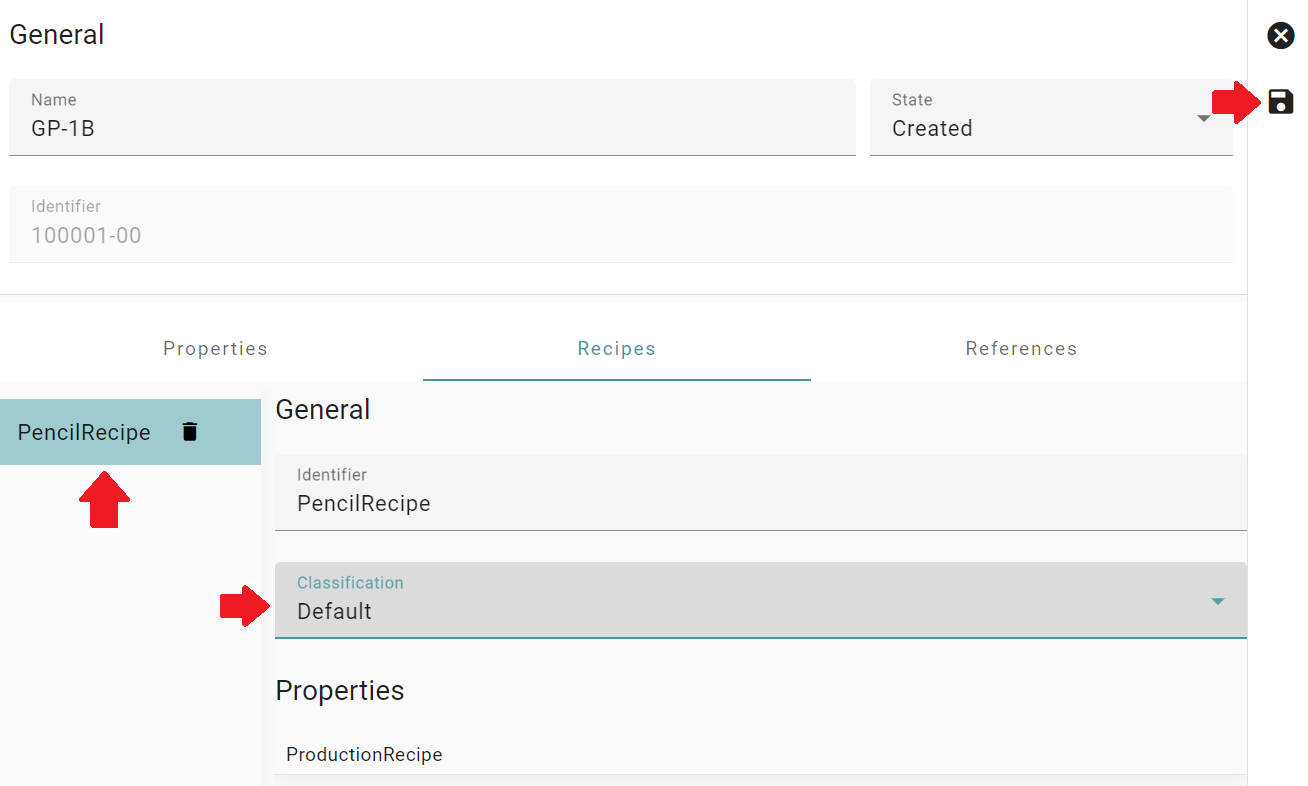 General
Name
GP-1B
State
Created
Identifier
100001-00
Properties
Recipes
References
PencilRecipe
General
Identifier
PencilRecipe
Classification
Default
Properties
ProductionRecipe